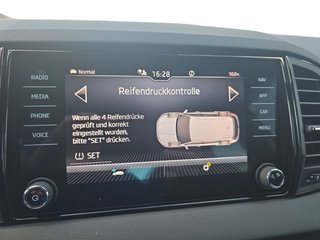 Normal 16:28
Reifendruckkontrolle
RADIO
MEDIA
PHONE
VOICE
Wenn alle 4 Reifendrücke
geprüft und korrekt
eingestellt wurden,
bitte "SET" drücken.
SET
NAV
APP
CAR
MENU